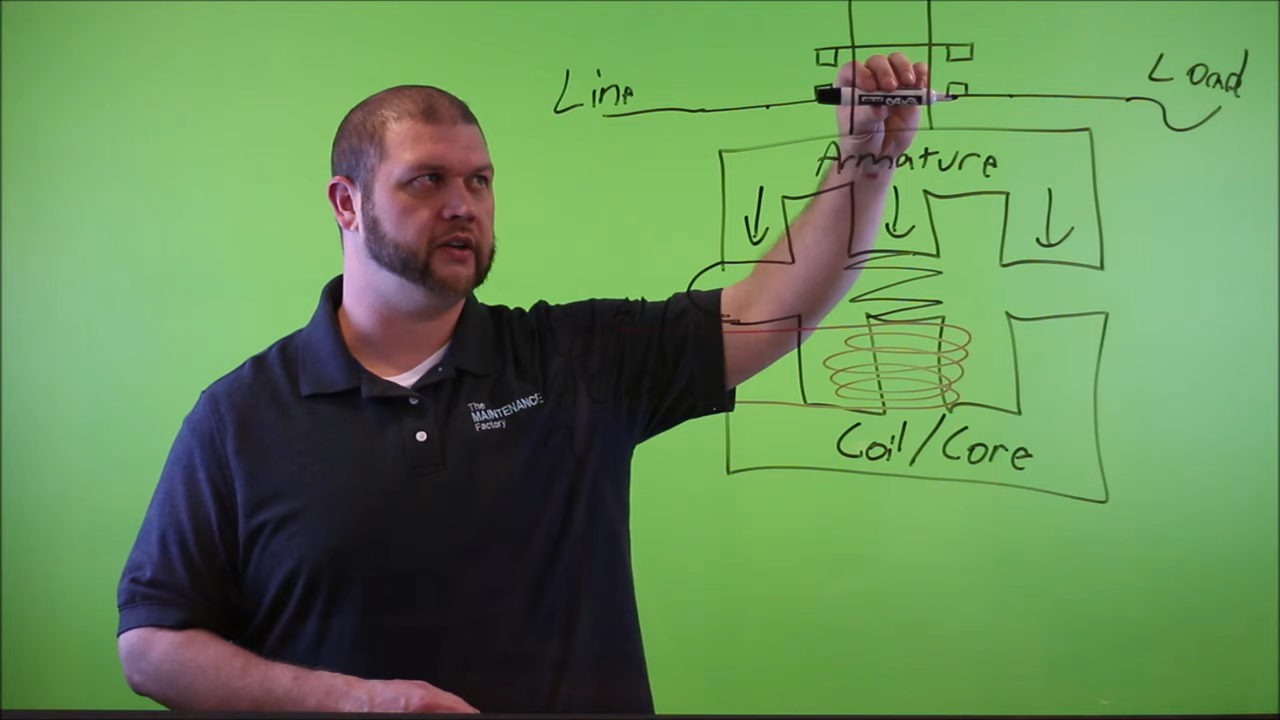 Line
Load
Armature
The
MAINTENANCE
Factory
Coil/Core